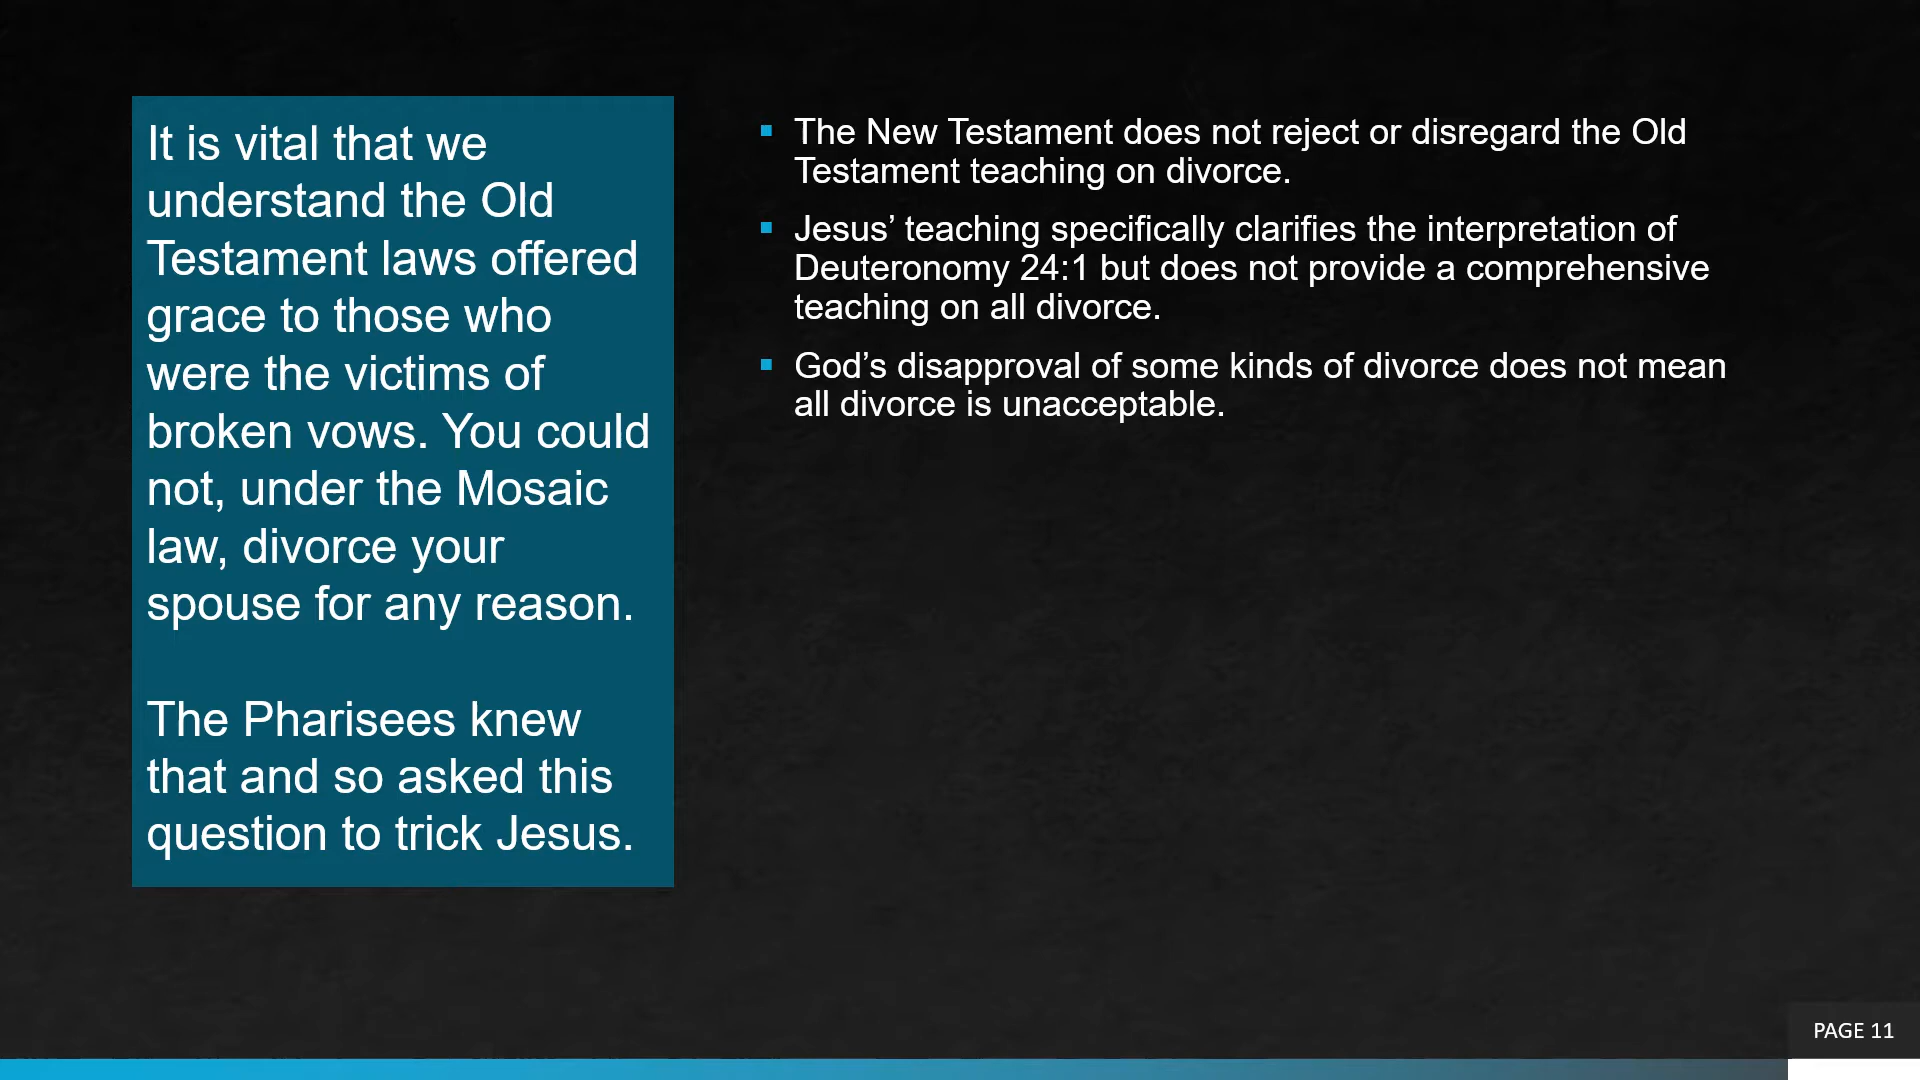 It is vital that we
understand the Old
Testament laws offered
grace to those who
were the victims of
broken vows. You could
not, under the Mosaic
law, divorce your
spouse for any reason.
The Pharisees knew
that and so asked this
question to trick Jesus.
▪ The New Testament does not reject or disregard the Old
Testament teaching on divorce.
▪ Jesus’ teaching specifically clarifies the interpretation of
Deuteronomy 24:1 but does not provide a comprehensive
teaching on all divorce.
▪ God’s disapproval of some kinds of divorce does not mean
all divorce is unacceptable.
PAGE 11